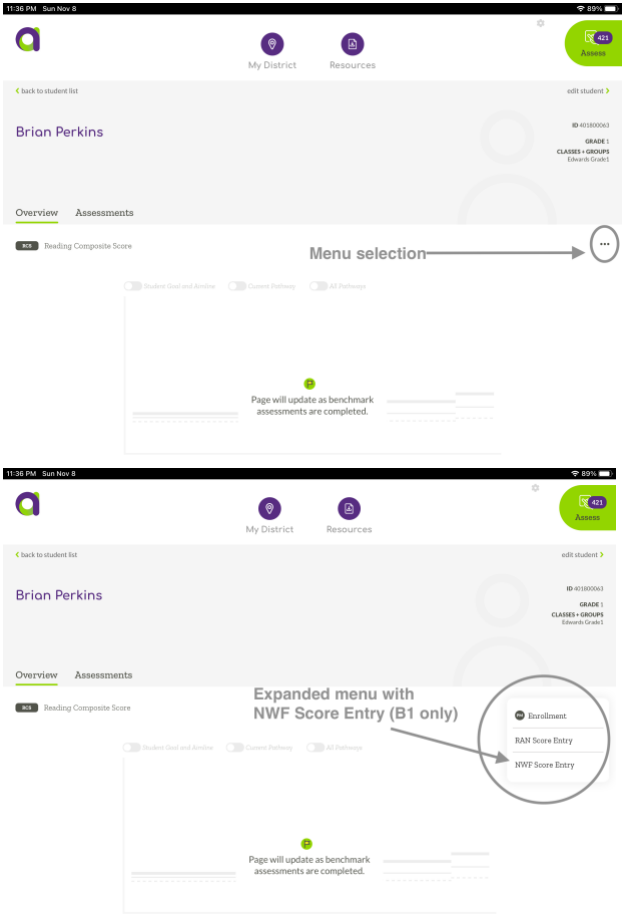 11:36 PM Sun Nov 8
89%
421
Assess
My District
Resources
back to student list
edit student
Brian Perkins
ID 401800063
GRADE 1
CLASSES + GROUPS
Edwards Grade1
Overview
Assessments
RCS Reading Composite Score
Menu selection
Student Goal and Aimline
Current Pathway
All Pathways
Page will update as benchmark
assessments are completed.
11:36 PM Sun Nov 8
89%
421
Assess
My District
Resources
back to student list
edit student
Brian Perkins
ID 401800063
GRADE 1
CLASSES + GROUPS
Edwards Grade1
Overview
Assessments
Expanded menu with
NWF Score Entry (B1 only)
RCS Reading Composite Score
Enrollment
RAN Score Entry
NWF Score Entry
Student Goal and Aimline
Current Pathway
All Pathways
Page will update as benchmark
assessments are completed.